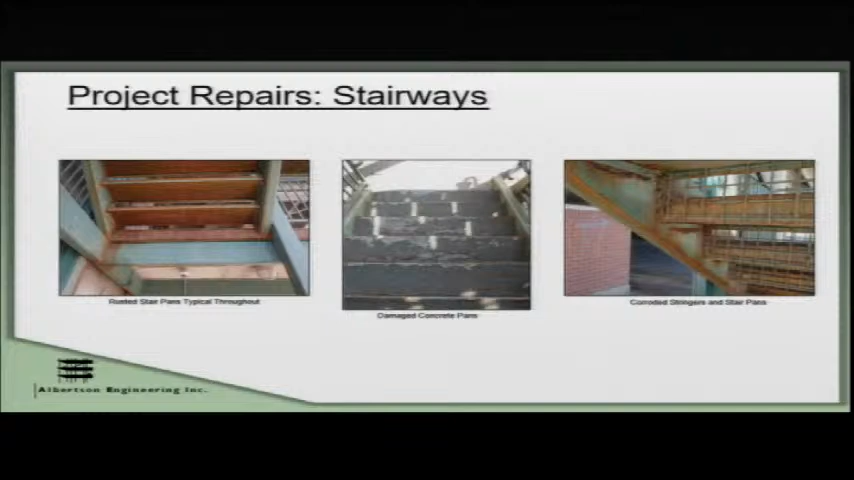 Project Repairs: Stairways
Rusted Stair Pans Typical Throughout
Damaged Concrete Pans
Corroded Stringers and Stair Pans
Albertson Engineering Inc.